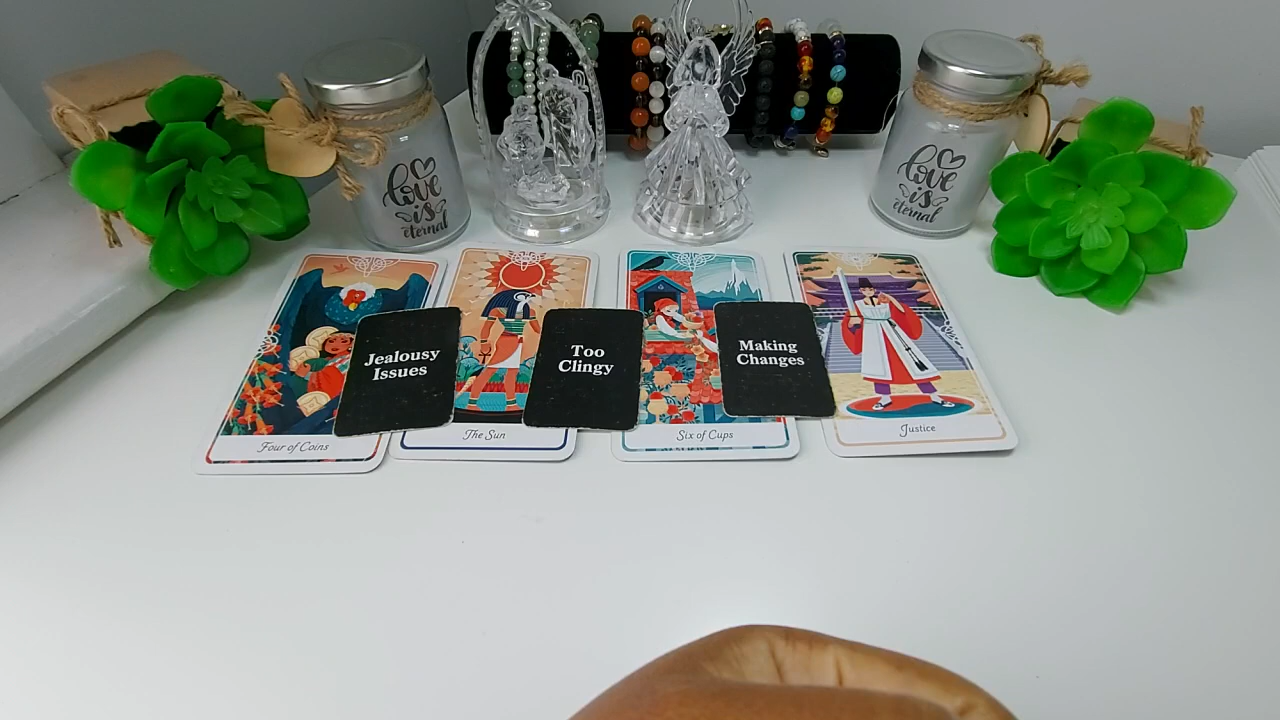 love
is
eternal
love
is
eternal
Jealousy
Issues
Too
Clingy
Making
Changes
Four of Coins
The Sun
Six of Cups
Justice